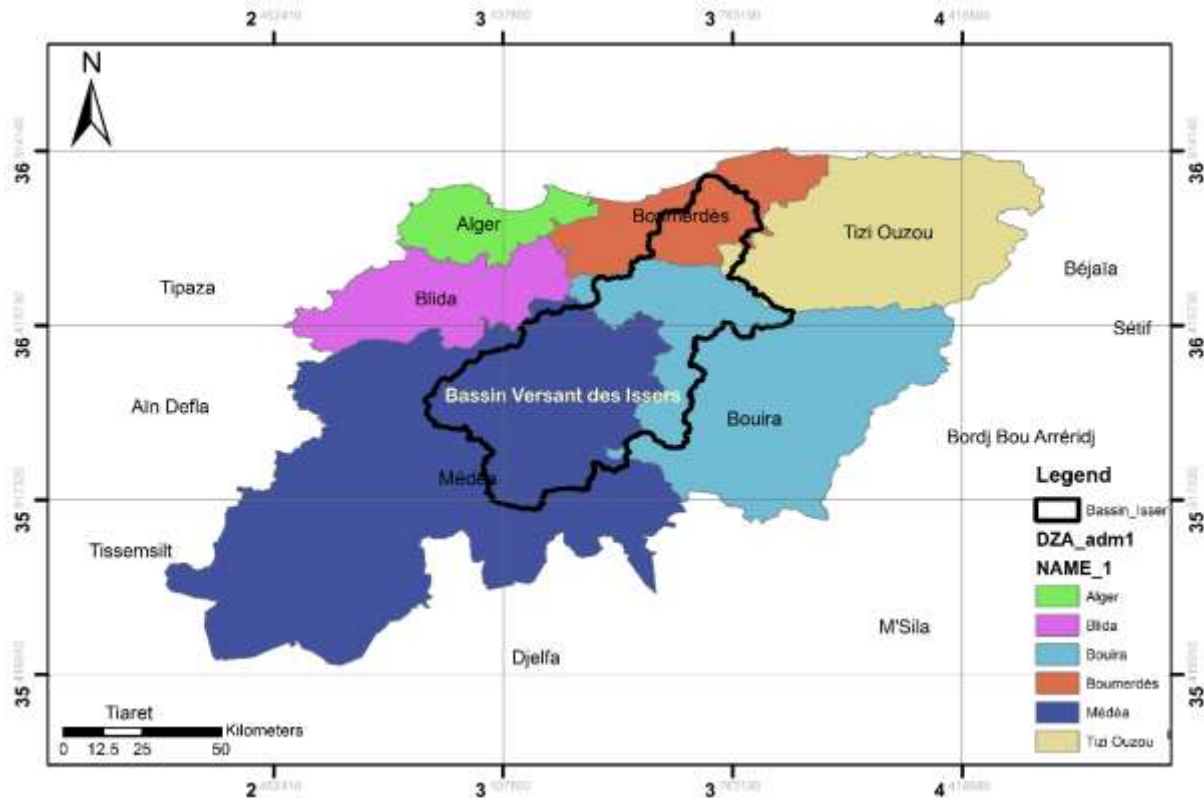 2 3 3 4
N
36 36
Alger
Boumerdès
Tizi Ouzou
Béjaïa
Tipaza
Blida
36 36
Sétif
Aïn Defla
Bassin Versant des Issers
Bouira
Bordj Bou Arréridj
Médéa
35 35
Tissemsilt
M'Sila
Djelfa
Tiaret
Kilometers
0 12.5 25 50
35 35
Legend
Bassin_Isser
DZA_adm1
NAME_1
Alger
Blida
Bouira
Boumerdès
Médéa
Tizi Ouzou
2 3 3 4